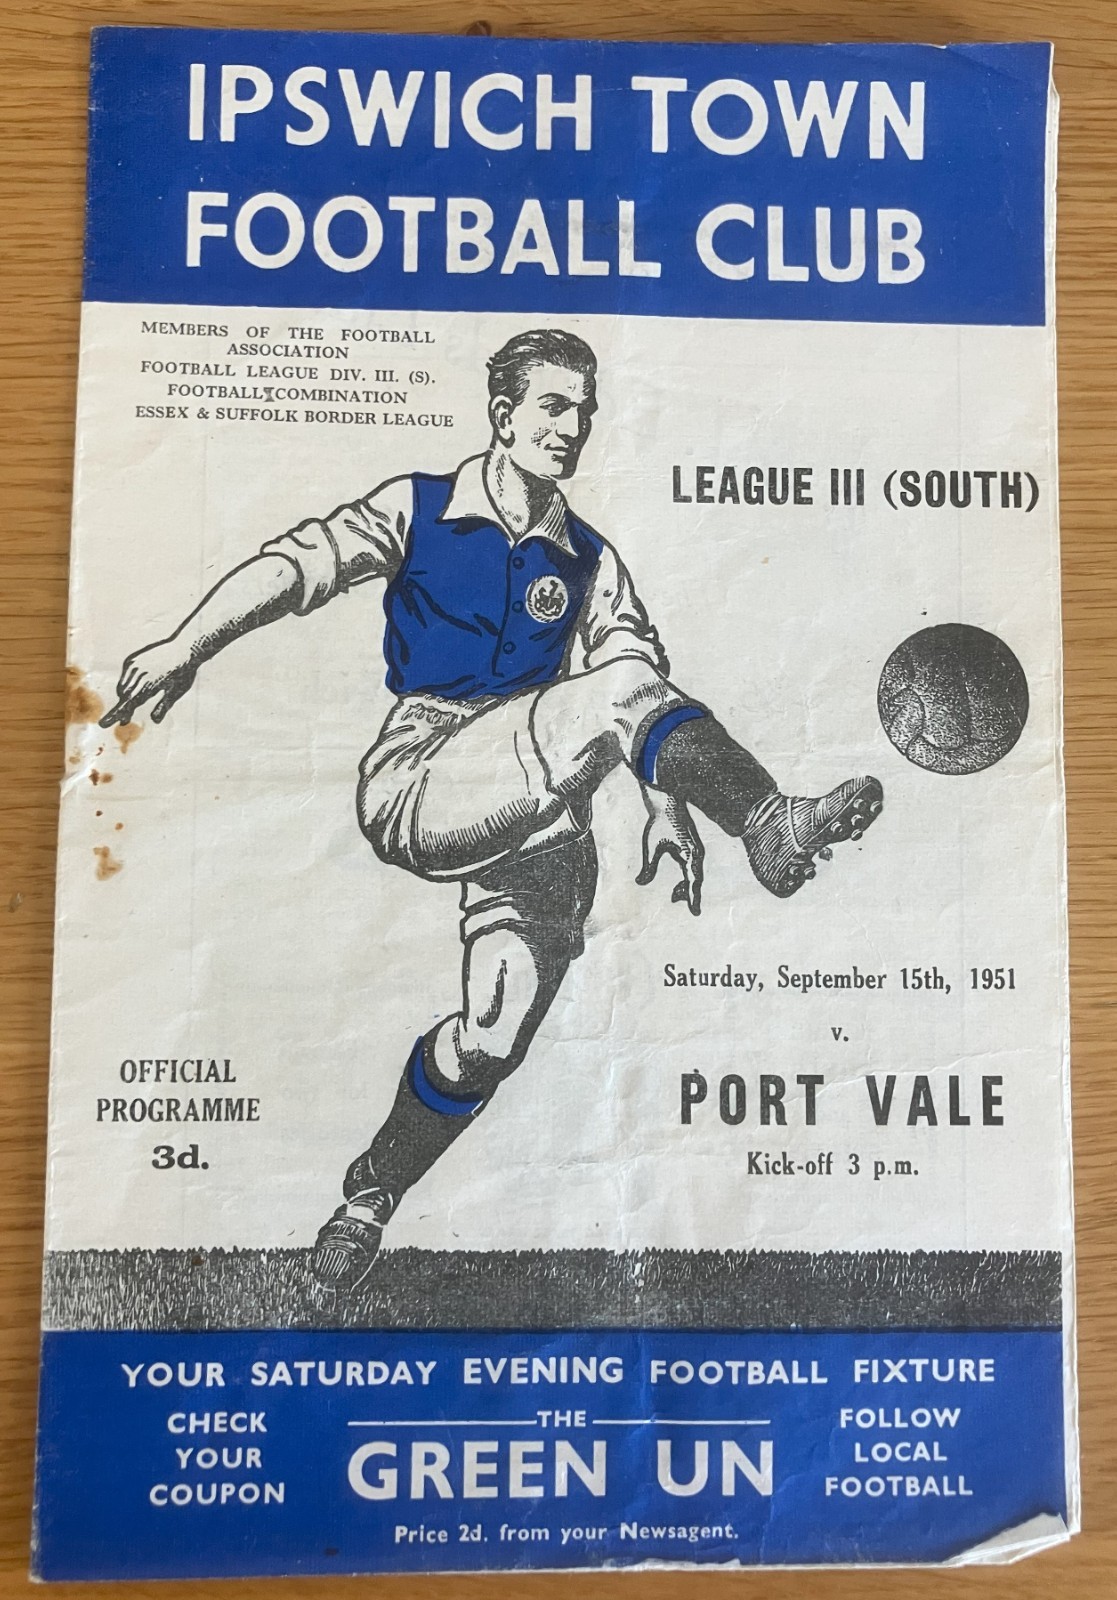 IPSWICH TOWN
FOOTBALL CLUB
MEMBERS OF THE FOOTBALL
ASSOCIATION
FOOTBALL LEAGUE DIV. III. (S).
FOOTBALL COMBINATION
ESSEX & SUFFOLK BORDER LEAGUE
LEAGUE III (SOUTH)
Saturday, September 15th, 1951
v.
PORT VALE
Kick-off 3 p.m.
OFFICIAL
PROGRAMME
3d.
YOUR SATURDAY EVENING FOOTBALL FIXTURE
CHECK
YOUR
COUPON
THE
GREEN UN
FOLLOW
LOCAL
FOOTBALL
Price 2d. from your Newsagent.